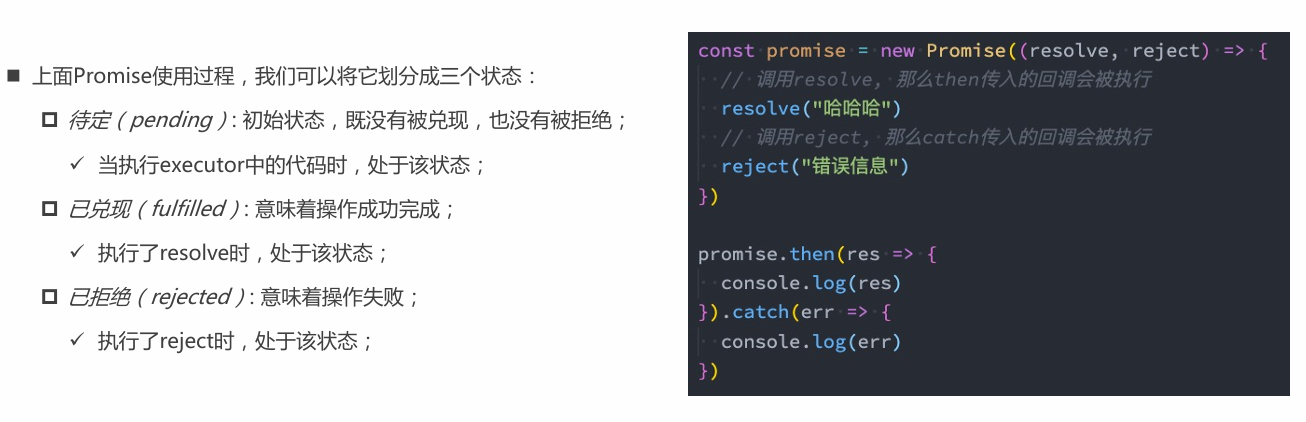 ■ 上面Promise使用过程，我们可以将它划分成三个状态：
待定（pending）: 初始状态，既没有被兑现，也没有被拒绝；
✓ 当执行executor中的代码时，处于该状态；
已兑现（fulfilled）: 意味着操作成功完成；
✓ 执行了resolve时，处于该状态；
已拒绝（rejected）: 意味着操作失败；
✓ 执行了reject时，处于该状态；
const promise = new Promise((resolve, reject) => {
  // 调用resolve, 那么then传入的回调会被执行
  resolve("哈哈哈")
  // 调用reject, 那么catch传入的回调会被执行
  reject("错误信息")
})
promise.then(res => {
  console.log(res)
}).catch(err => {
  console.log(err)
})